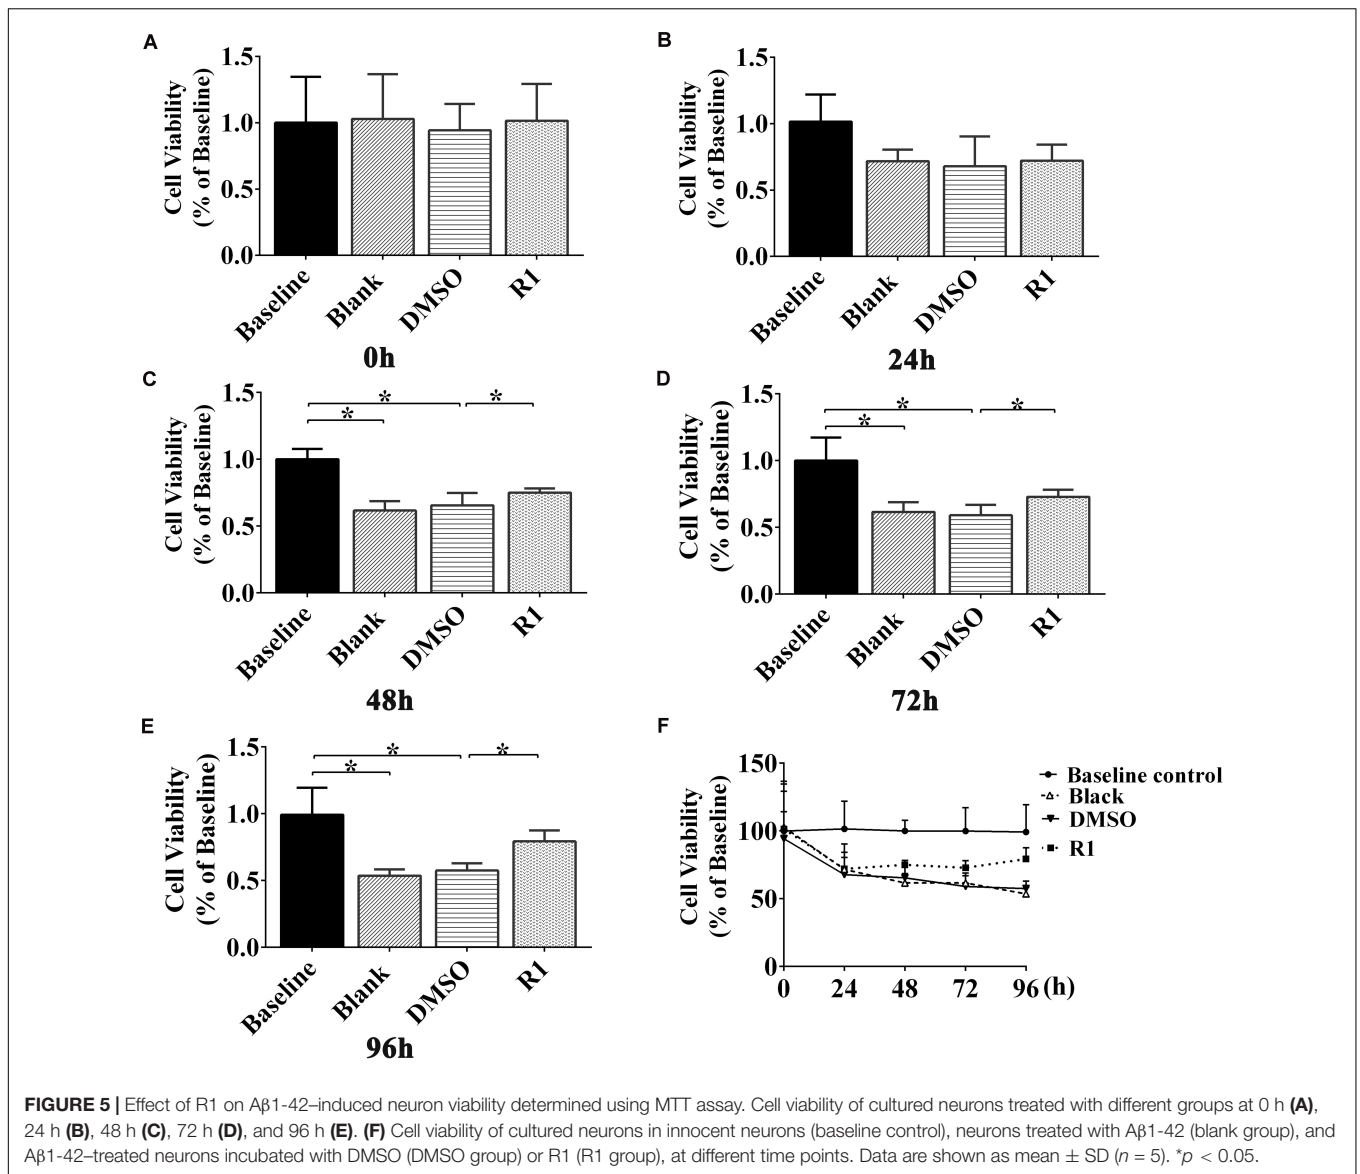 A
Cell Viability
(% of Baseline)
1.5
1.0
0.5
0.0
Baseline
Blank
DMSO
R1
0h
B
Cell Viability
(% of Baseline)
1.5
1.0
0.5
0.0
Baseline
Blank
DMSO
R1
24h
C
Cell Viability
(% of Baseline)
1.5
1.0
0.5
0.0
*
*
*
Baseline
Blank
DMSO
R1
48h
D
Cell Viability
(% of Baseline)
1.5
1.0
0.5
0.0
*
*
*
Baseline
Blank
DMSO
R1
72h
E
Cell Viability
(% of Baseline)
1.5
1.0
0.5
0.0
*
*
*
Baseline
Blank
DMSO
R1
96h
F
Cell Viability
(% of Baseline)
150
100
50
0
0 24 48 72 96 (h)
Baseline control
Black
DMSO
R1
FIGURE 5 | Effect of R1 on Aβ1-42–induced neuron viability determined using MTT assay. Cell viability of cultured neurons treated with different groups at 0 h (A),
24 h (B), 48 h (C), 72 h (D), and 96 h (E). (F) Cell viability of cultured neurons in innocent neurons (baseline control), neurons treated with Aβ1-42 (blank group), and
Aβ1-42–treated neurons incubated with DMSO (DMSO group) or R1 (R1 group), at different time points. Data are shown as mean ± SD (n = 5). *p < 0.05.